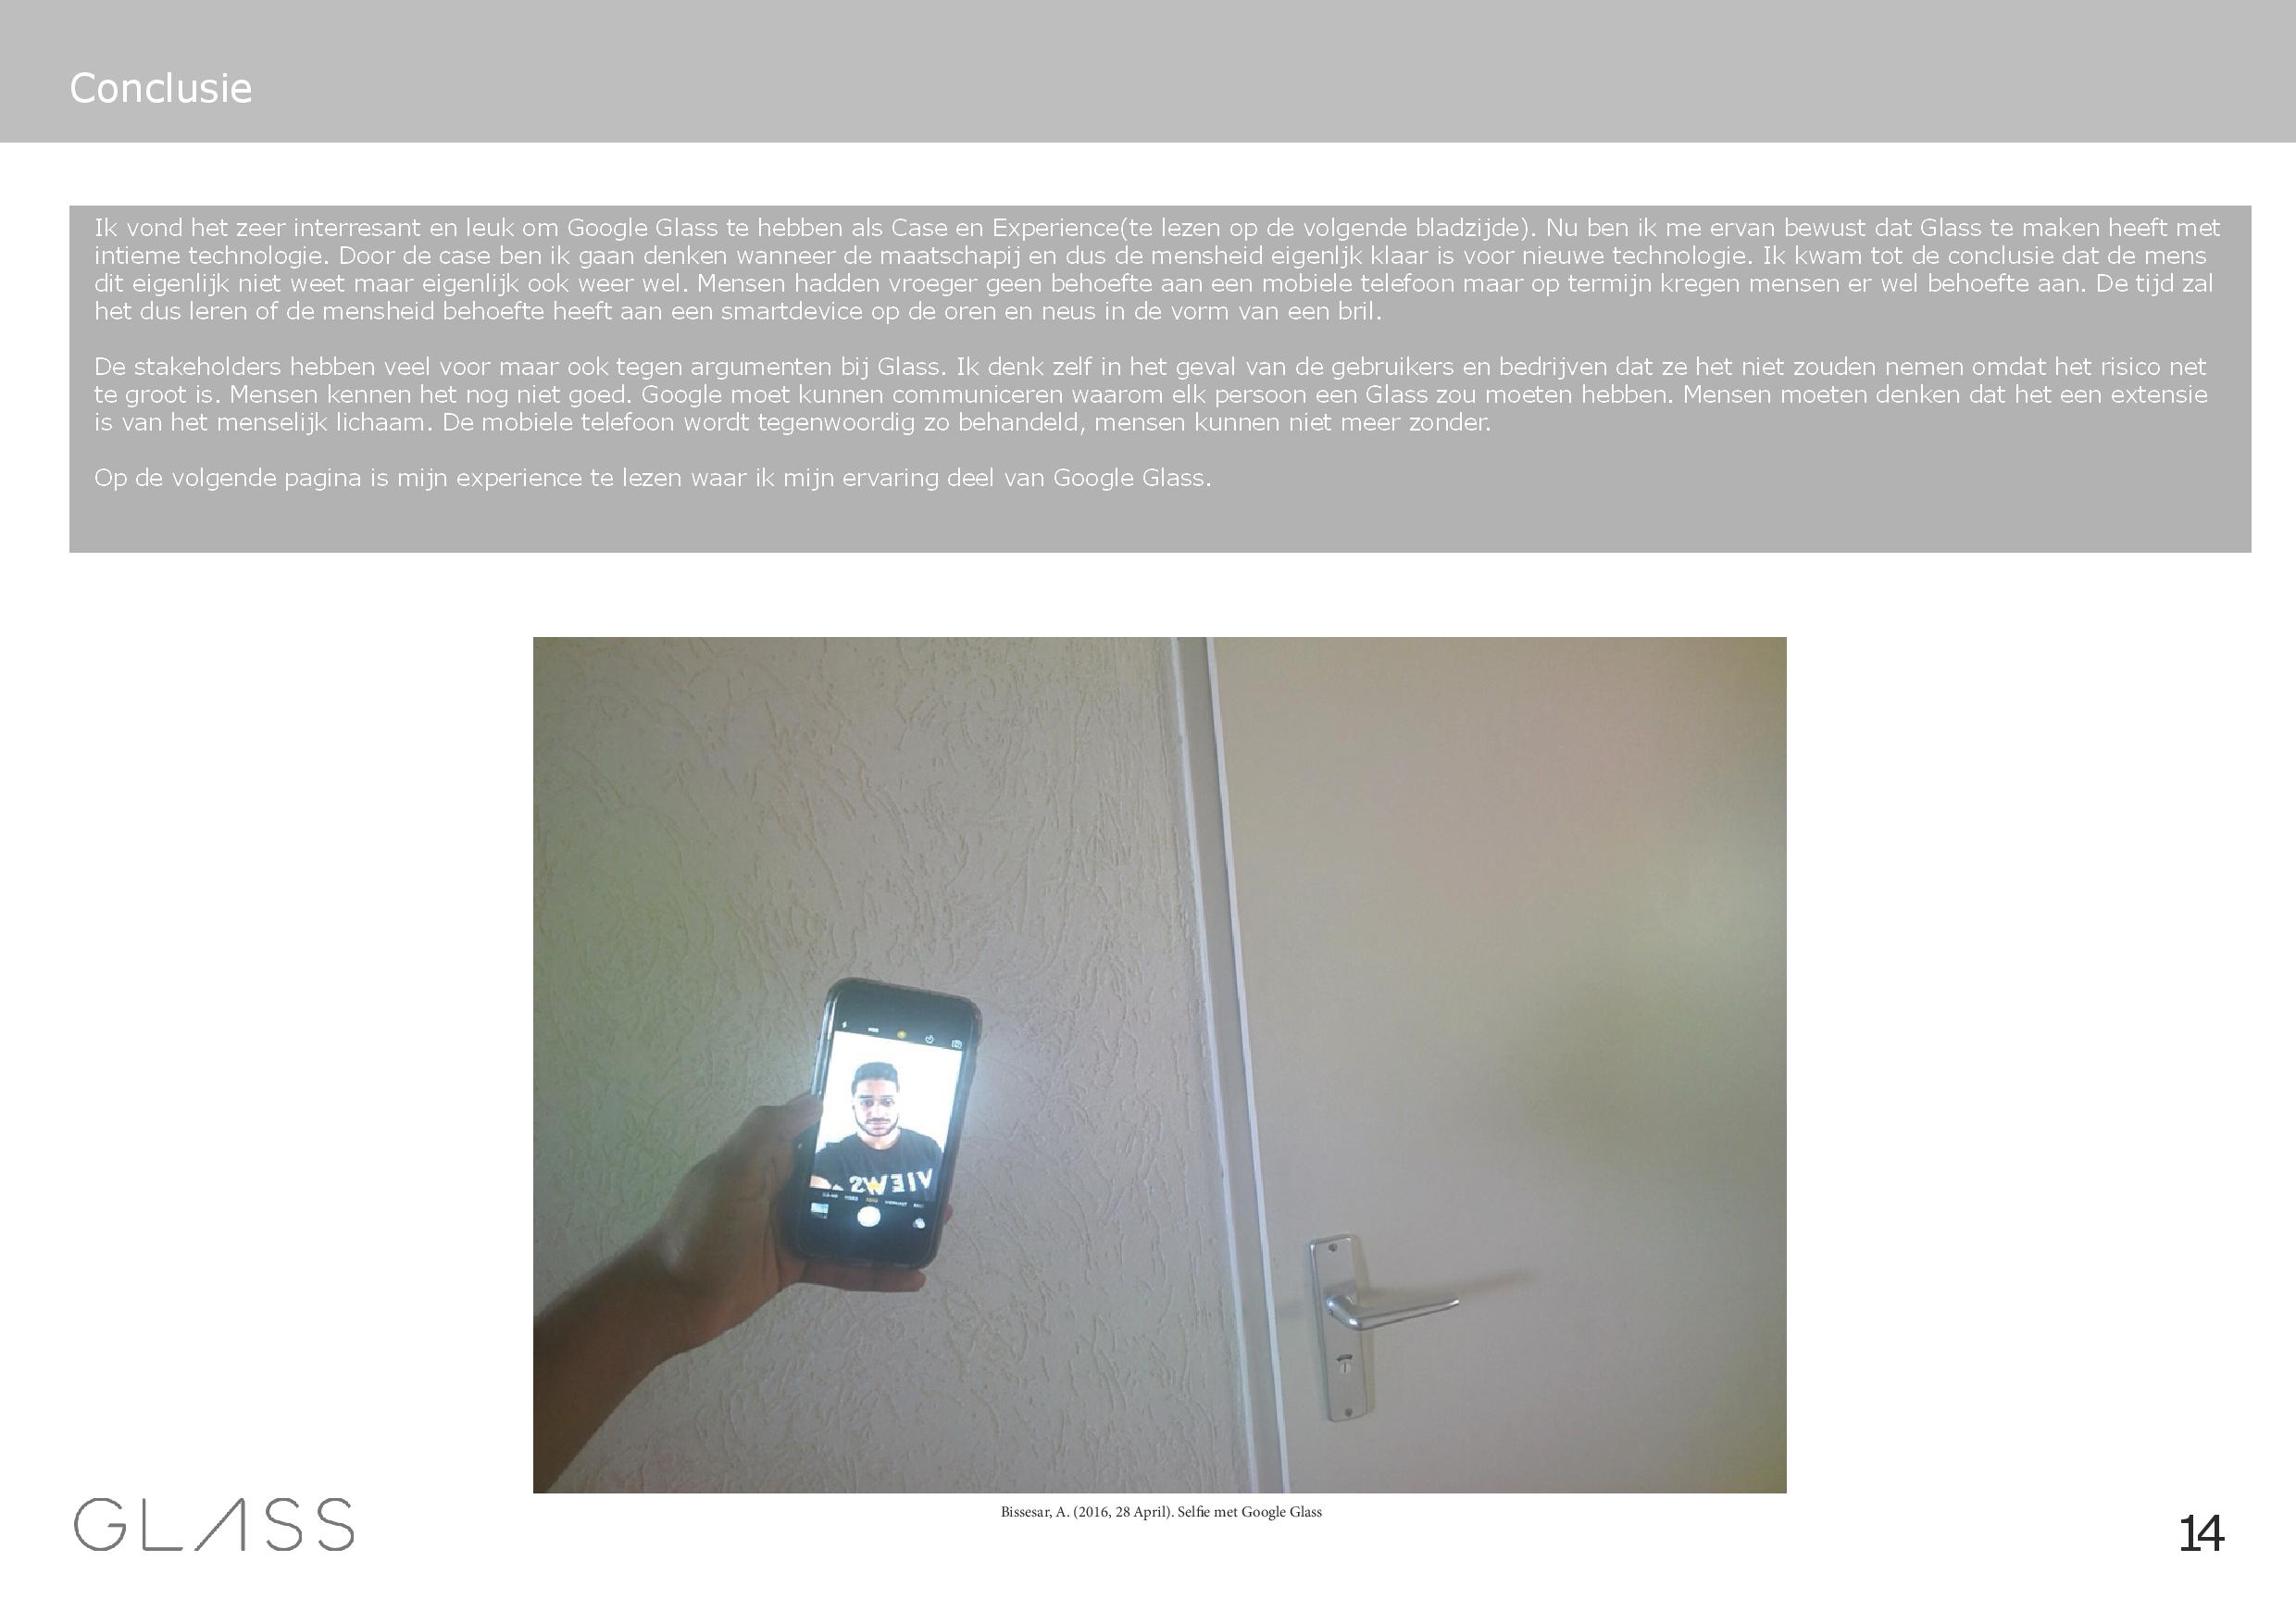 Conclusie
Ik vond het zeer interresant en leuk om Google Glass te hebben als Case en Experience(te lezen op de volgende bladzijde). Nu ben ik me ervan bewust dat Glass te maken heeft met
intieme technologie. Door de case ben ik gaan denken wanneer de maatschapij en dus de mensheid eigenljk klaar is voor nieuwe technologie. Ik kwam tot de conclusie dat de mens
dit eigenlijk niet weet maar eigenlijk ook weer wel. Mensen hadden vroeger geen behoefte aan een mobiele telefoon maar op termijn kregen mensen er wel behoefte aan. De tijd zal
het dus leren of de mensheid behoefte heeft aan een smartdevice op de oren en neus in de vorm van een bril.
De stakeholders hebben veel voor maar ook tegen argumenten bij Glass. Ik denk zelf in het geval van de gebruikers en bedrijven dat ze het niet zouden nemen omdat het risico net
te groot is. Mensen kennen het nog niet goed. Google moet kunnen communiceren waarom elk persoon een Glass zou moeten hebben. Mensen moeten denken dat het een extensie
is van het menselijk lichaam. De mobiele telefoon wordt tegenwoordig zo behandeld, mensen kunnen niet meer zonder.
Op de volgende pagina is mijn experience te lezen waar ik mijn ervaring deel van Google Glass.
VIEWS
Bissesar, A. (2016, 28 April). Selfie met Google Glass
GLASS
14